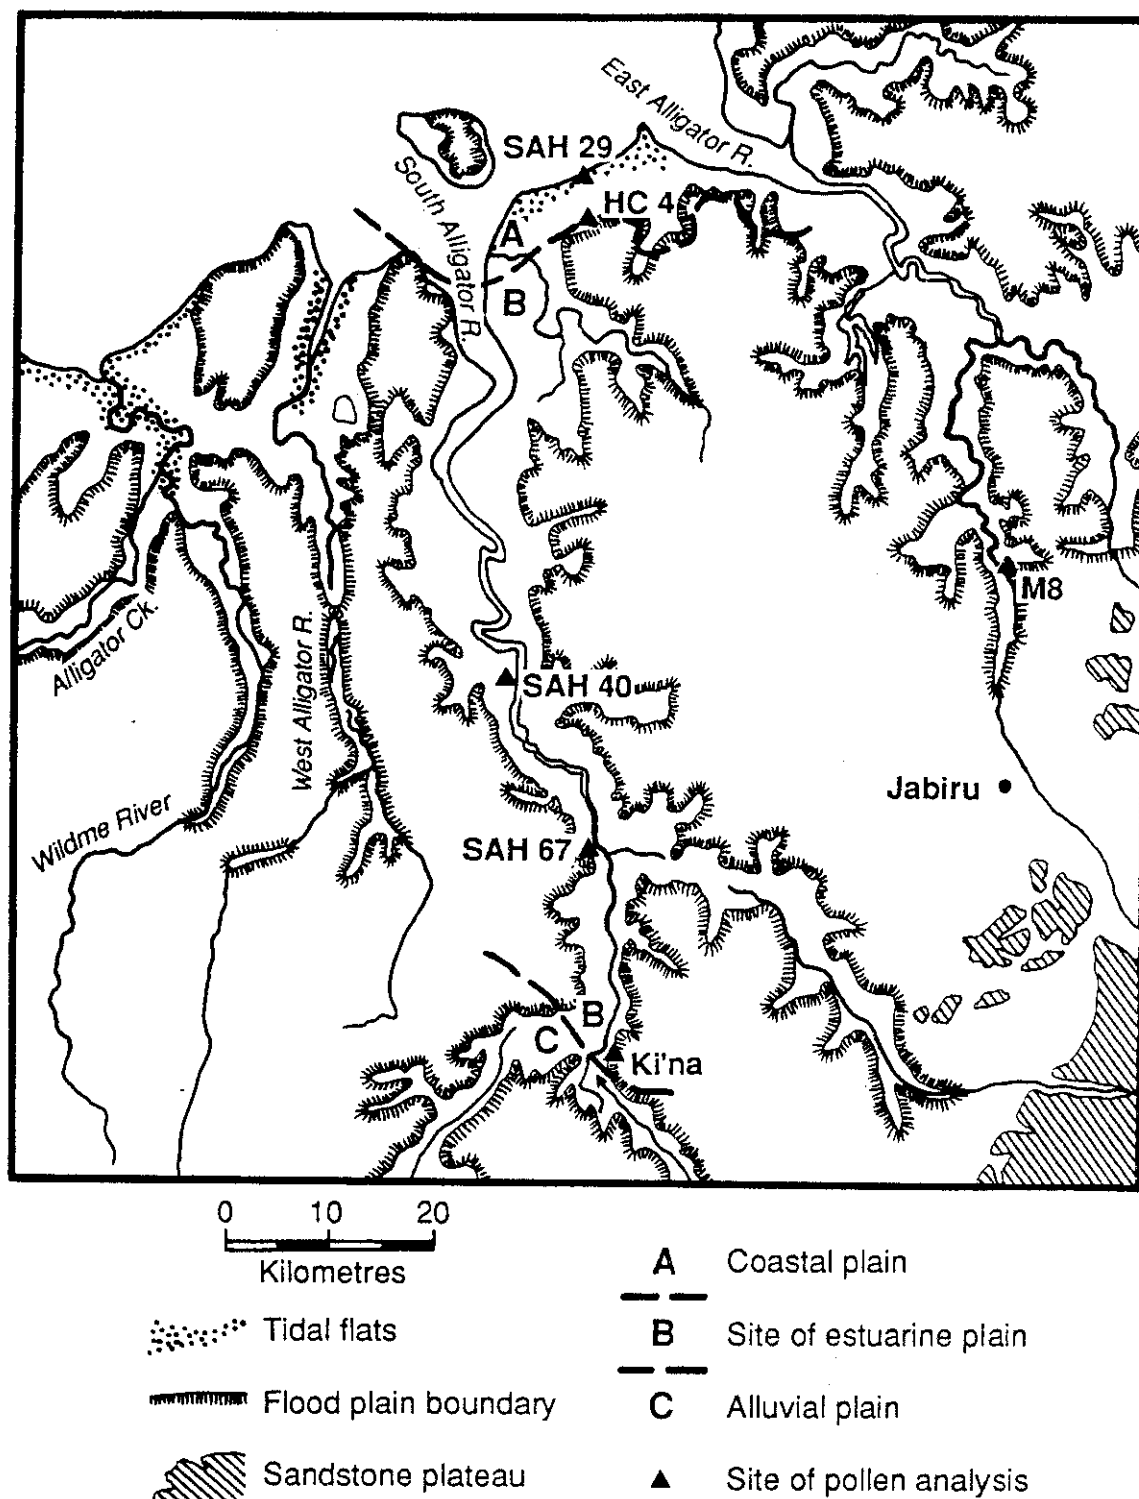 East Alligator R.
SAH 29
South Alligator R.
HC 4
A
B
M8
Alligator Ck.
West Alligator R.
SAH 40
Jabiru
Wildme River
SAH 67
B
C
Ki'na
0 10 20
Kilometres
A Coastal plain
Tidal flats
B Site of estuarine plain
Flood plain boundary
C Alluvial plain
Sandstone plateau
Site of pollen analysis